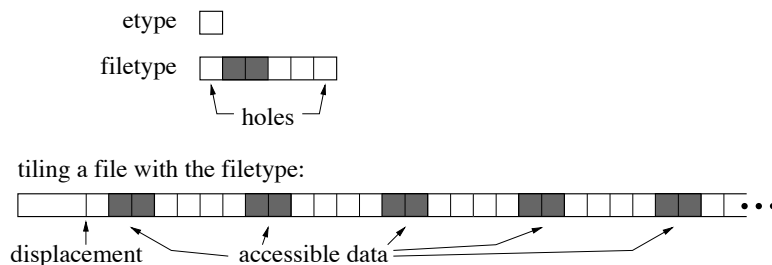 etype
filetype
holes
tiling a file with the filetype:
displacement
accessible data